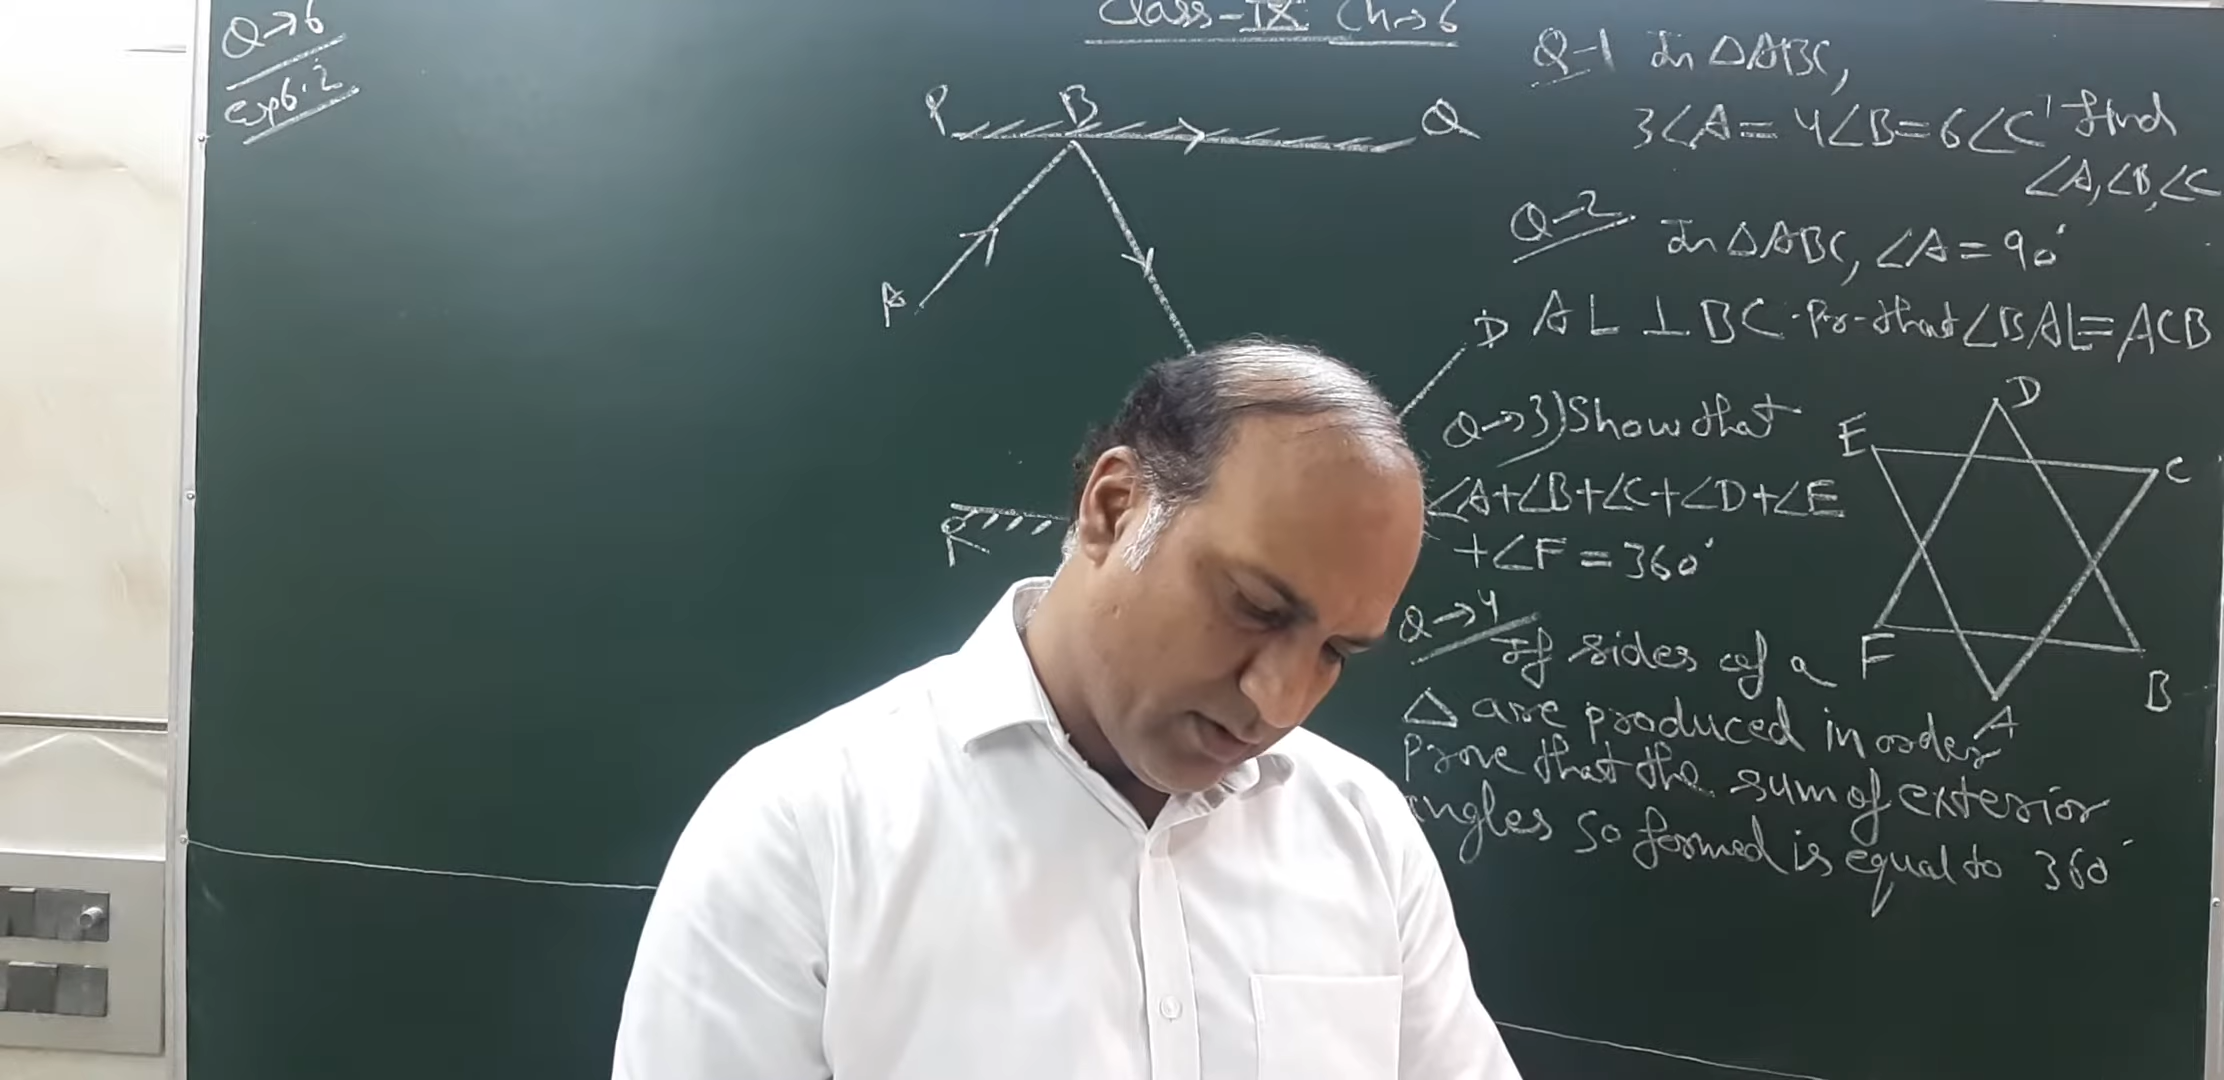 Q→6
Exp6.2
Class-IX Ch→6
P B Q
A
D
R
Q-1 In △ABC,
3∠A=4∠B=6∠C' find
∠A,∠B,∠C
Q-2 In △ABC, ∠A=90°
AL⊥BC. Pr. that ∠BAL=ACB
Q→3) Show that
∠A+∠B+∠C+∠D+∠E
+∠F=360°
D
E
C
F
B
A
Q→4
If sides of a
△ are produced in order
Prove that the sum of exterior
angles so formed is equal to 360°